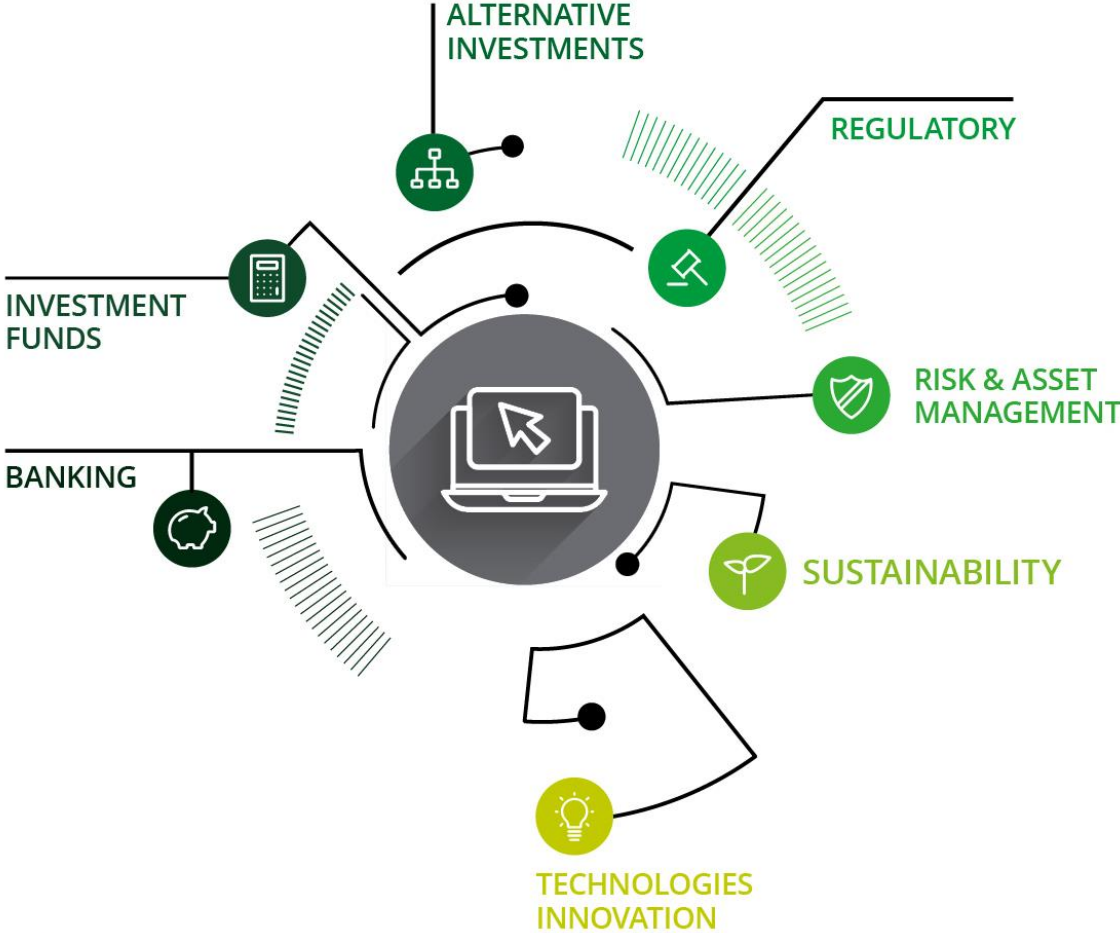 ALTERNATIVE
INVESTMENTS
REGULATORY
INVESTMENT
FUNDS
RISK & ASSET
MANAGEMENT
BANKING
SUSTAINABILITY
TECHNOLOGIES
INNOVATION